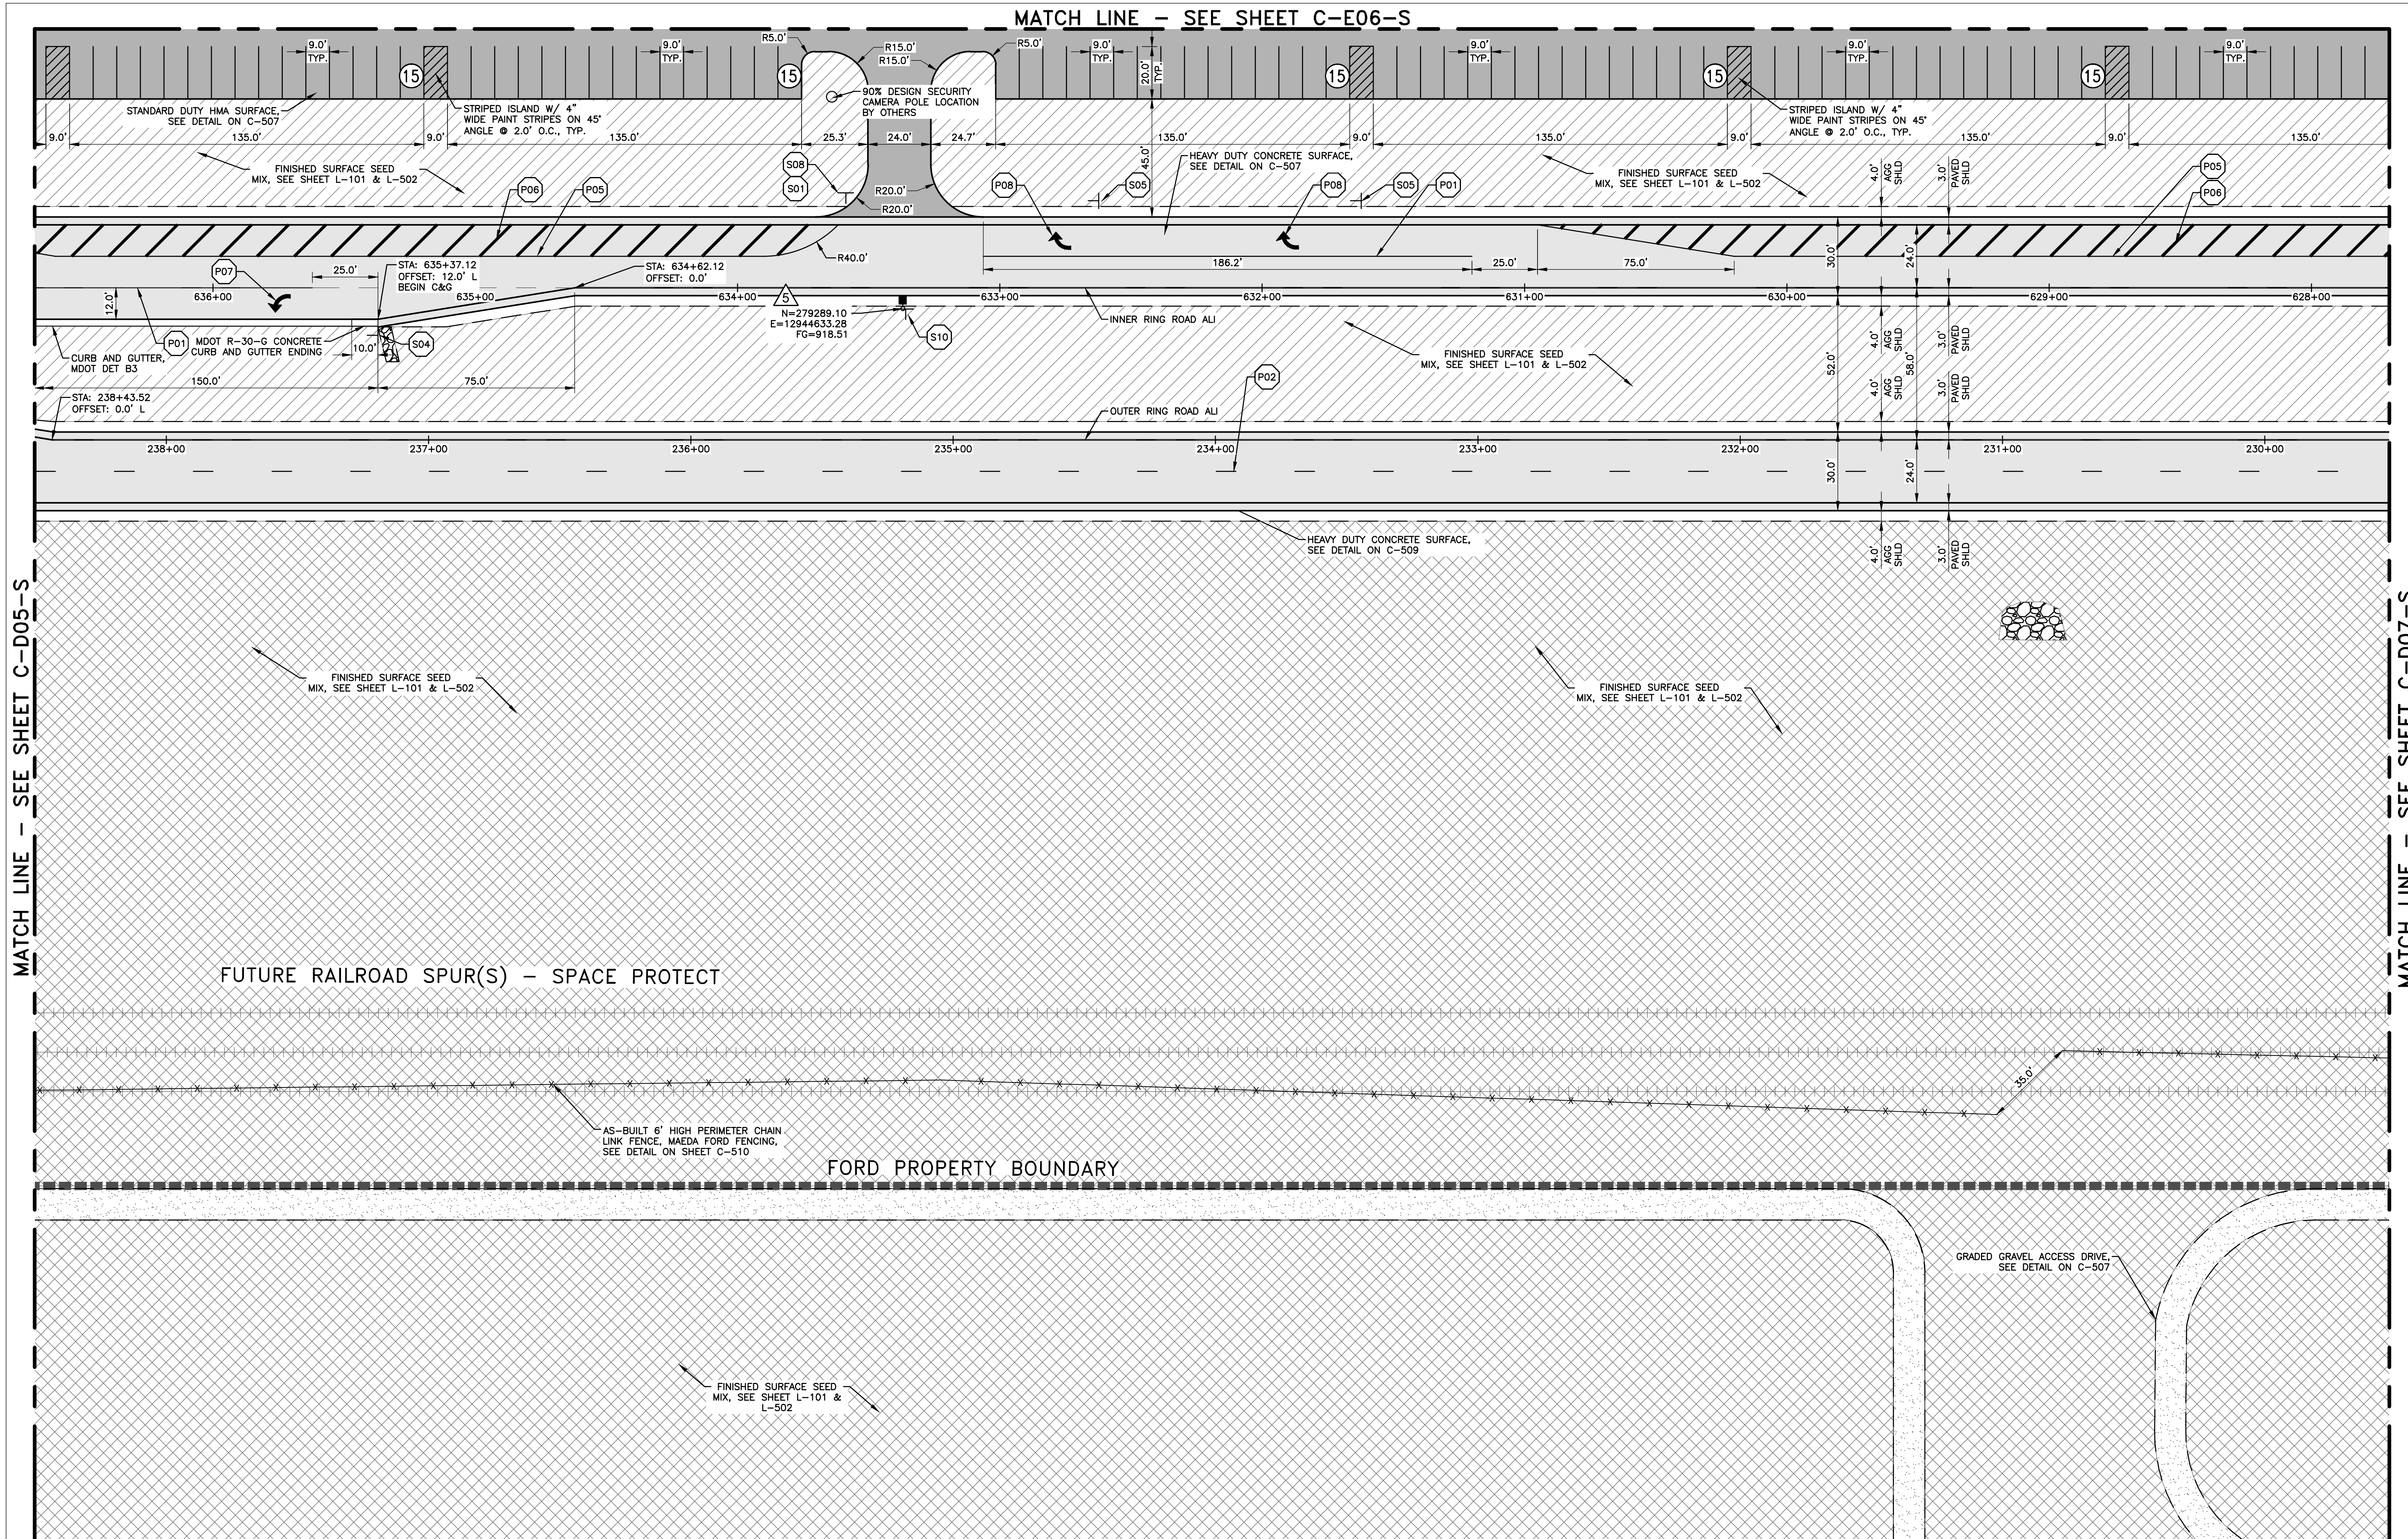 MATCH LINE - SEE SHEET C-E06-S
9.0'
TYP.
9.0'
TYP.
R5.0'
R15.0'
R15.0'
R5.0'
9.0'
TYP.
20.0'
TYP.
9.0'
TYP.
9.0'
TYP.
9.0'
TYP.
15
15
15
15
15
STANDARD DUTY HMA SURFACE,
SEE DETAIL ON C-507
STRIPED ISLAND W/ 4"
WIDE PAINT STRIPES ON 45°
ANGLE @ 2.0' O.C., TYP.
90% DESIGN SECURITY
CAMERA POLE LOCATION
BY OTHERS
STRIPED ISLAND W/ 4"
WIDE PAINT STRIPES ON 45°
ANGLE @ 2.0' O.C., TYP.
9.0'
135.0'
9.0'
135.0'
25.3'
24.0'
24.7'
135.0'
9.0'
135.0'
9.0'
135.0'
9.0'
135.0'
45.0'
FINISHED SURFACE SEED
MIX, SEE SHEET L-101 & L-502
P06
P05
S08
S01
R20.0'
R20.0'
P08
S05
HEAVY DUTY CONCRETE SURFACE,
SEE DETAIL ON C-507
P08
S05
P01
FINISHED SURFACE SEED
MIX, SEE SHEET L-101 & L-502
4.0'
AGG
SHLD
3.0'
PAVED
SHLD
P05
P06
P07
25.0'
STA: 635+37.12
OFFSET: 12.0' L
BEGIN C&G
STA: 634+62.12
OFFSET: 0.0'
R40.0'
186.2'
25.0'
75.0'
30.0'
24.0'
12.0'
636+00
635+00
634+00
5
633+00
632+00
631+00
630+00
629+00
628+00
N=279289.10
E=12944633.28
FG=918.51
S10
INNER RING ROAD ALI
P01
MDOT R-30-G CONCRETE
CURB AND GUTTER ENDING
10.0'
S04
CURB AND GUTTER,
MDOT DET B3
150.0'
75.0'
P02
FINISHED SURFACE SEED
MIX, SEE SHEET L-101 & L-502
52.0'
58.0'
4.0'
AGG
SHLD
3.0'
PAVED
SHLD
4.0'
AGG
SHLD
3.0'
PAVED
SHLD
STA: 238+43.52
OFFSET: 0.0' L
OUTER RING ROAD ALI
238+00
237+00
236+00
235+00
234+00
233+00
232+00
231+00
230+00
30.0'
24.0'
HEAVY DUTY CONCRETE SURFACE,
SEE DETAIL ON C-509
4.0'
AGG
SHLD
3.0'
PAVED
SHLD
MATCH LINE - SEE SHEET C-D05-S
MATCH LINE - SEE SHEET C-D07-S
FINISHED SURFACE SEED
MIX, SEE SHEET L-101 & L-502
FINISHED SURFACE SEED
MIX, SEE SHEET L-101 & L-502
FUTURE RAILROAD SPUR(S) - SPACE PROTECT
35.0'
AS-BUILT 6' HIGH PERIMETER CHAIN
LINK FENCE, MAEDA FORD FENCING,
SEE DETAIL ON SHEET C-510
FORD PROPERTY BOUNDARY
GRADED GRAVEL ACCESS DRIVE,
SEE DETAIL ON C-507
FINISHED SURFACE SEED
MIX, SEE SHEET L-101 &
L-502